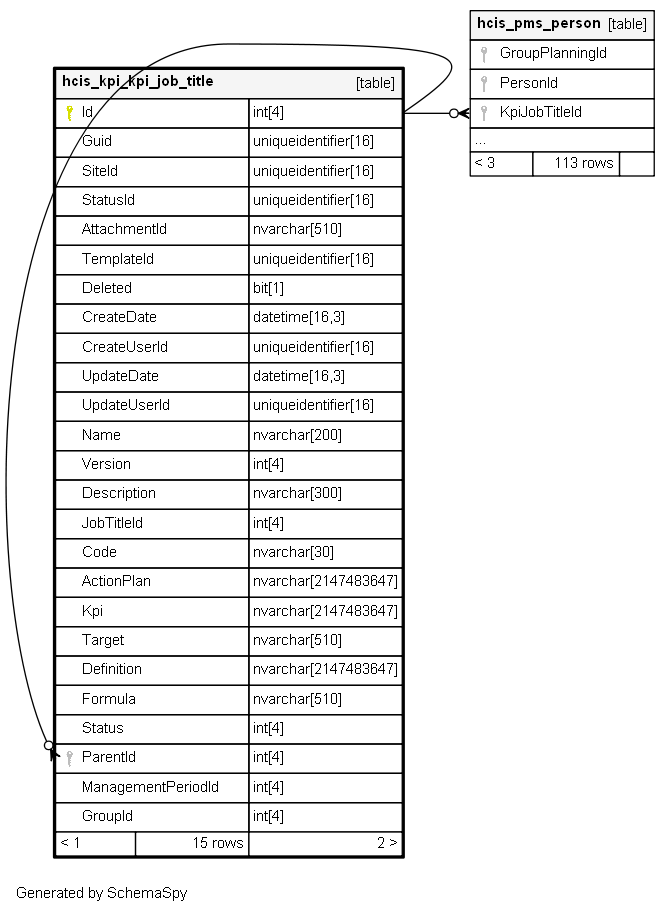 hcis_pms_person [table]
GroupPlanningId
PersonId
KpiJobTitleId
...
< 3 113 rows
hcis_kpi_kpi_job_title [table]
Id int[4]
Guid uniqueidentifier[16]
SiteId uniqueidentifier[16]
StatusId uniqueidentifier[16]
AttachmentId nvarchar[510]
TemplateId uniqueidentifier[16]
Deleted bit[1]
CreateDate datetime[16,3]
CreateUserId uniqueidentifier[16]
UpdateDate datetime[16,3]
UpdateUserId uniqueidentifier[16]
Name nvarchar[200]
Version int[4]
Description nvarchar[300]
JobTitleId int[4]
Code nvarchar[30]
ActionPlan nvarchar[2147483647]
Kpi nvarchar[2147483647]
Target nvarchar[510]
Definition nvarchar[2147483647]
Formula nvarchar[510]
Status int[4]
ParentId int[4]
ManagementPeriodId int[4]
GroupId int[4]
< 1 15 rows 2 >
Generated by SchemaSpy